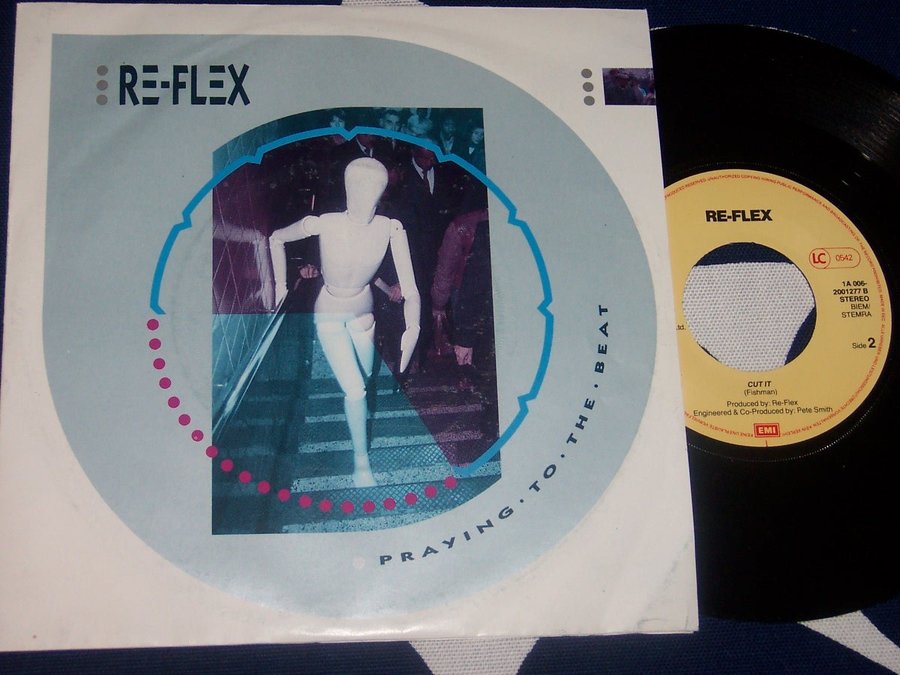 RE-FLEX
PRAYING · TO · THE · BEAT
RE-FLEX
LC 0542
1A 006-
2001277 B
STEREO
BIEM/
STEMRA
Ltd.
Side 2
CUT IT
(Fishman)
Produced by: Re-Flex
Engineered & Co-Produced by: Pete Smith
EMI